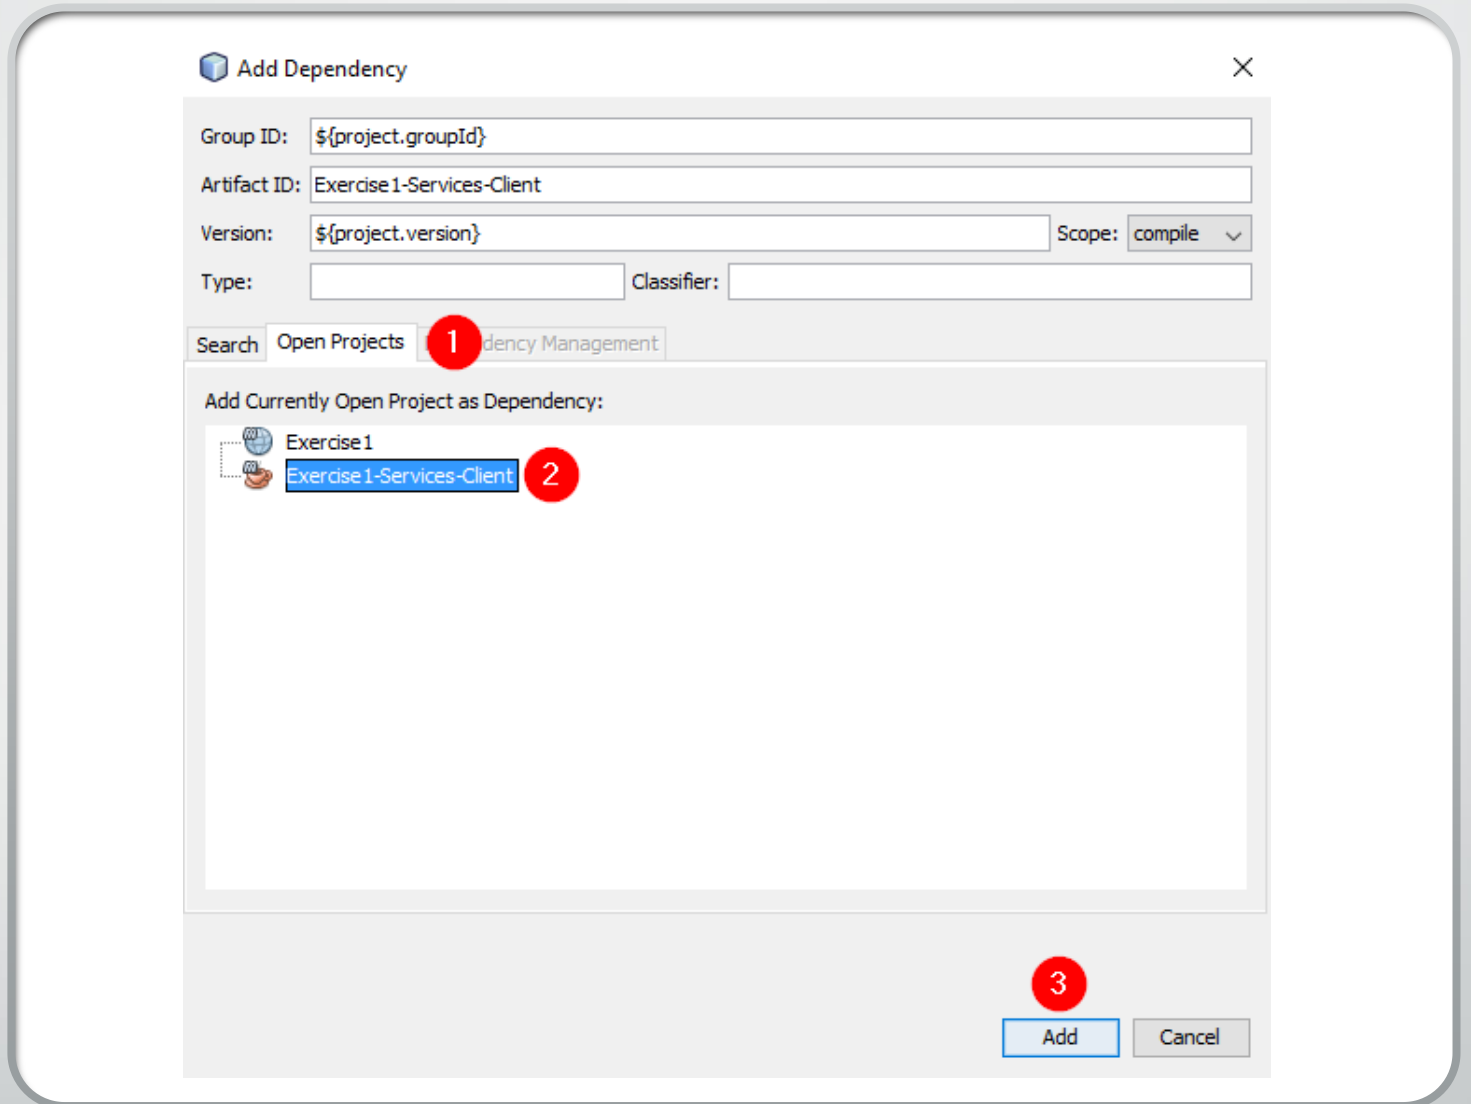 Add Dependency
Group ID: ${project.groupId}
Artifact ID: Exercise1-Services-Client
Version: ${project.version} Scope: compile
Type: Classifier:
Search Open Projects 1 dency Management
Add Currently Open Project as Dependency:
Exercise1
Exercise1-Services-Client 2
3
Add Cancel